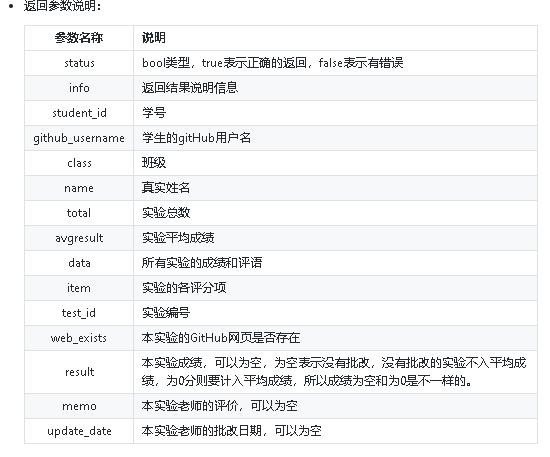 返回参数说明：
参数名称 说明
status bool类型，true表示正确的返回，false表示有错误
info 返回结果说明信息
student_id 学号
github_username 学生的gitHub用户名
class 班级
name 真实姓名
total 实验总数
avgresult 实验平均成绩
data 所有实验的成绩和评语
item 实验的各评分项
test_id 实验编号
web_exists 本实验的GitHub网页是否存在
result 本实验成绩，可以为空，为空表示没有批改，没有批改的实验不入平均成
绩，为0分则要计入平均成绩，所以成绩为空和为0是不一样的。
memo 本实验老师的评价，可以为空
update_date 本实验老师的批改日期，可以为空